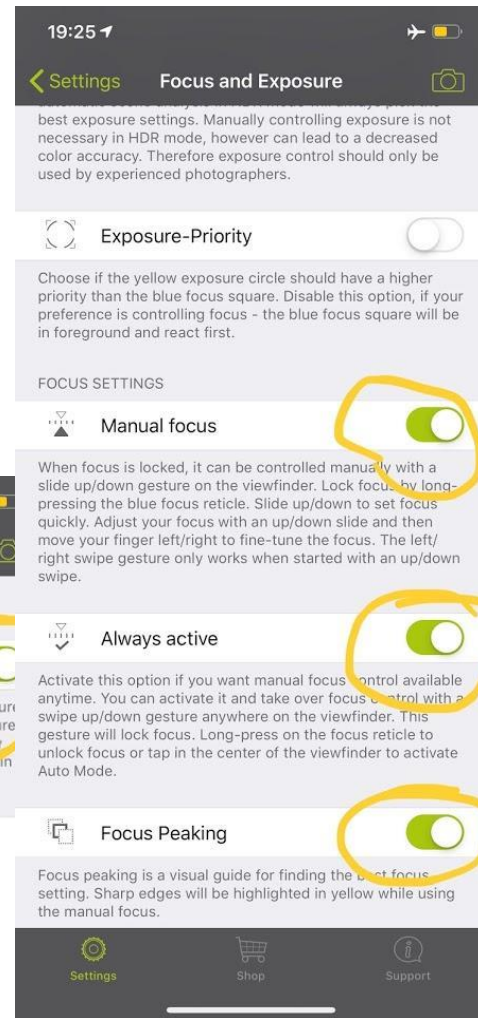 19:25
Settings
Focus and Exposure
best exposure settings. Manually controlling exposure is not
necessary in HDR mode, however can lead to a decreased
color accuracy. Therefore exposure control should only be
used by experienced photographers.
Exposure-Priority
Choose if the yellow exposure circle should have a higher
priority than the blue focus square. Disable this option, if your
preference is controlling focus - the blue focus square will be
in foreground and react first.
FOCUS SETTINGS
Manual focus
When focus is locked, it can be controlled manually with a
slide up/down gesture on the viewfinder. Lock focus by long-
pressing the blue focus reticle. Slide up/down to set focus
quickly. Adjust your focus with an up/down slide and then
move your finger left/right to fine-tune the focus. The left/
right swipe gesture only works when started with an up/down
swipe.
Always active
Activate this option if you want manual focus control available
anytime. You can activate it and take over focus control with a
swipe up/down gesture anywhere on the viewfinder. This
gesture will lock focus. Long-press on the focus reticle to
unlock focus or tap in the center of the viewfinder to activate
Auto Mode.
Focus Peaking
Focus peaking is a visual guide for finding the best focus
setting. Sharp edges will be highlighted in yellow while using
the manual focus.
Settings
Shop
Support